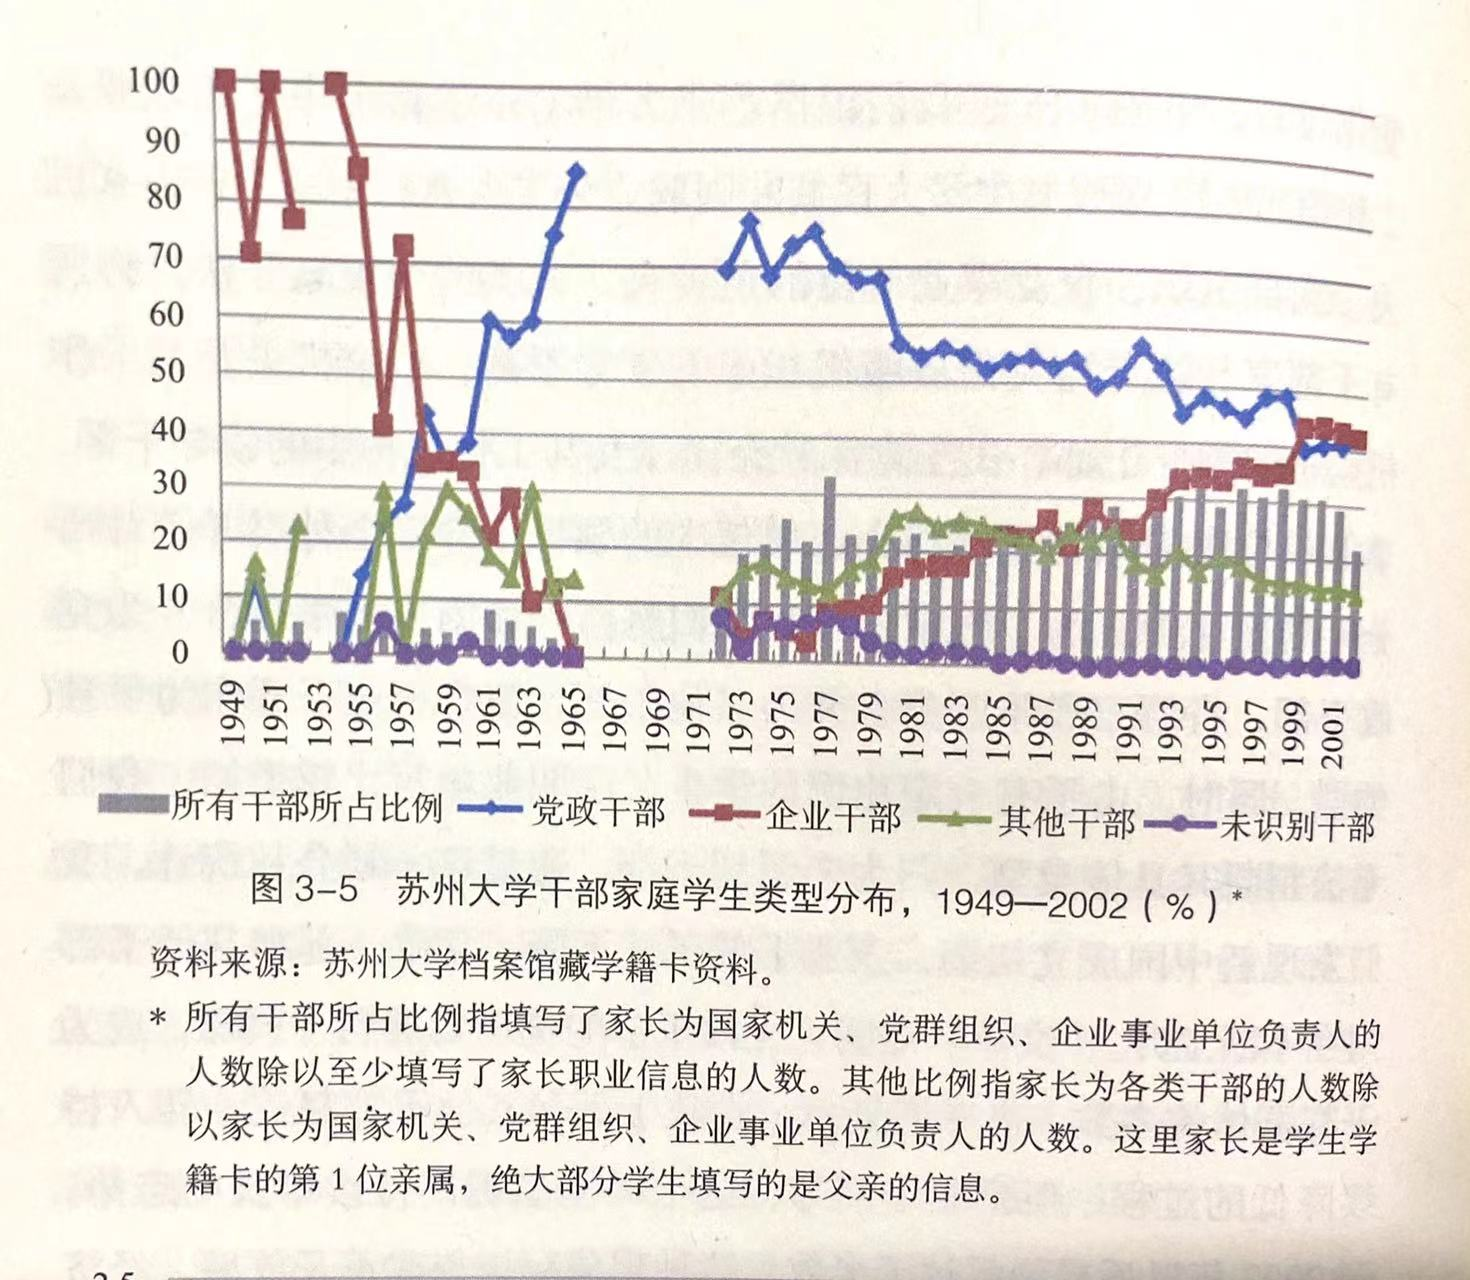 100
90
80
70
60
50
40
30
20
10
0
1949 1951 1953 1955 1957 1959 1961 1963 1965 1967 1969 1971 1973 1975 1977 1979 1981 1983 1985 1987 1989 1991 1993 1995 1997 1999 2001
所有干部所占比例 党政干部 企业干部 其他干部 未识别干部
图 3-5 苏州大学干部家庭学生类型分布，1949—2002（%）*
资料来源：苏州大学档案馆藏学籍卡资料。
* 所有干部所占比例指填写了家长为国家机关、党群组织、企业事业单位负责人的
人数除以至少填写了家长职业信息的人数。其他比例指家长为各类干部的人数除
以家长为国家机关、党群组织、企业事业单位负责人的人数。这里家长是学生学
籍卡的第 1 位亲属，绝大部分学生填写的是父亲的信息。